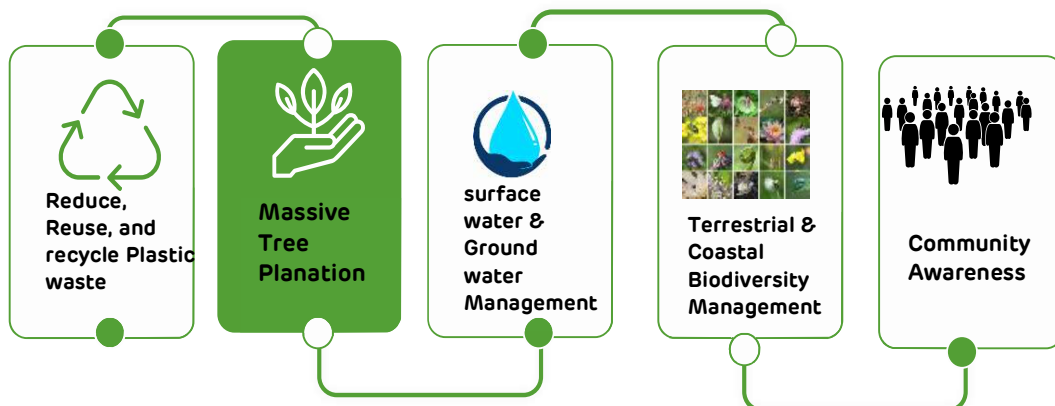 Reduce,
Reuse, and
recycle Plastic
waste
Massive
Tree
Planation
surface
water &
Ground
water
Management
Terrestrial &
Coastal
Biodiversity
Management
Community
Awareness